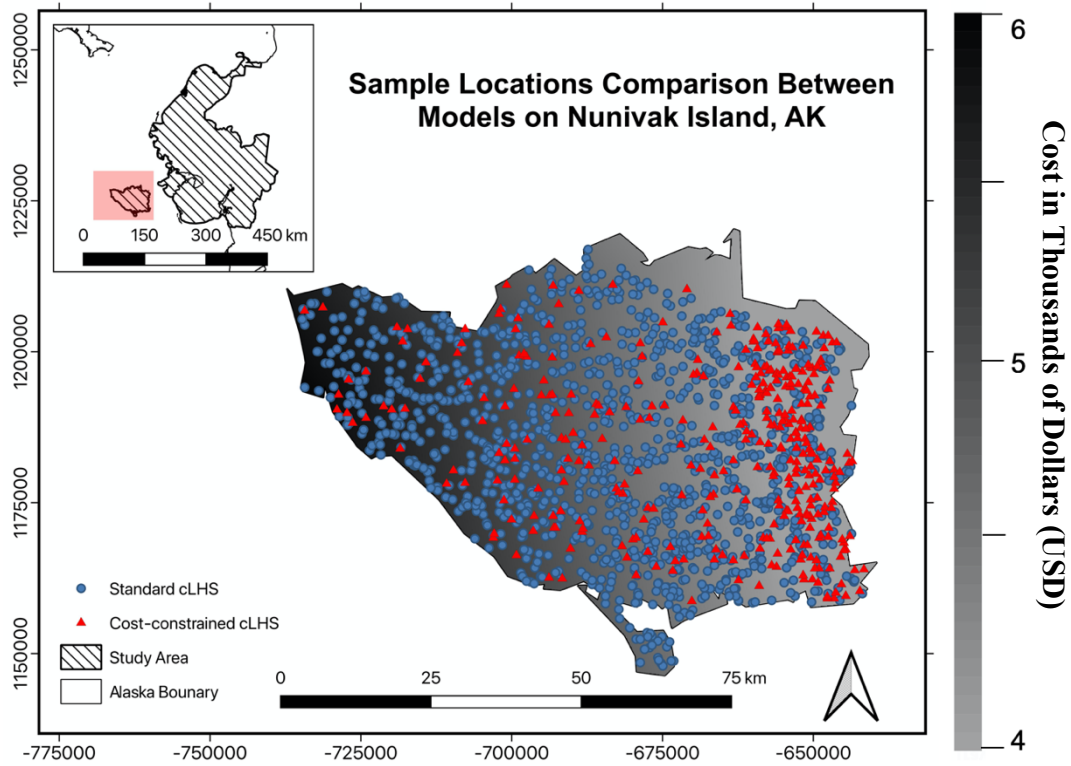 Sample Locations Comparison Between
Models on Nunivak Island, AK
0 150 300 450 km
Standard cLHS
Cost-constrained cLHS
Study Area
Alaska Bounary
0 25 50 75 km
1250000
1225000
1200000
1175000
1150000
-775000 -750000 -725000 -700000 -675000 -650000
6
5
4
Cost in Thousands of Dollars (USD)